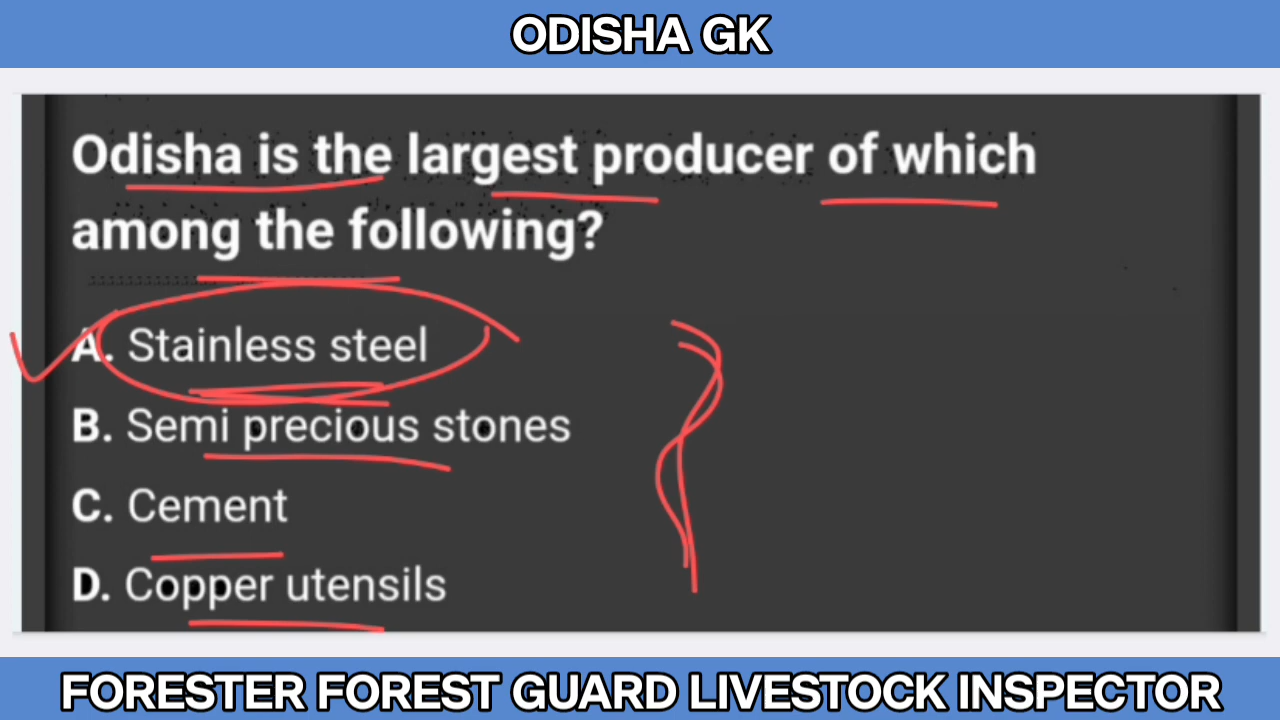 ODISHA GK
Odisha is the largest producer of which
among the following?
A. Stainless steel
B. Semi precious stones
C. Cement
D. Copper utensils
FORESTER FOREST GUARD LIVESTOCK INSPECTOR